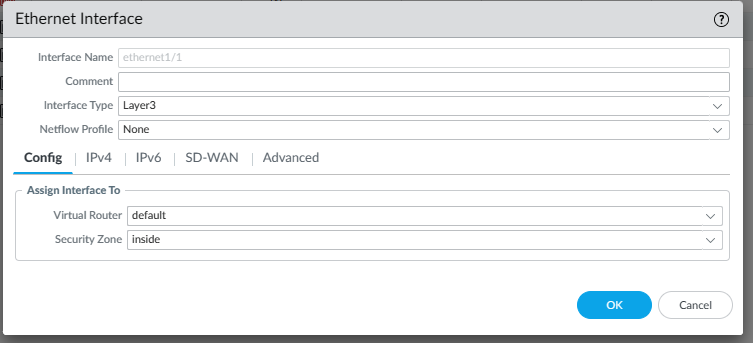 Ethernet Interface ?
Interface Name ethernet1/1
Comment
Interface Type Layer3
Netflow Profile None
Config IPv4 IPv6 SD-WAN Advanced
Assign Interface To
Virtual Router default
Security Zone inside
OK Cancel